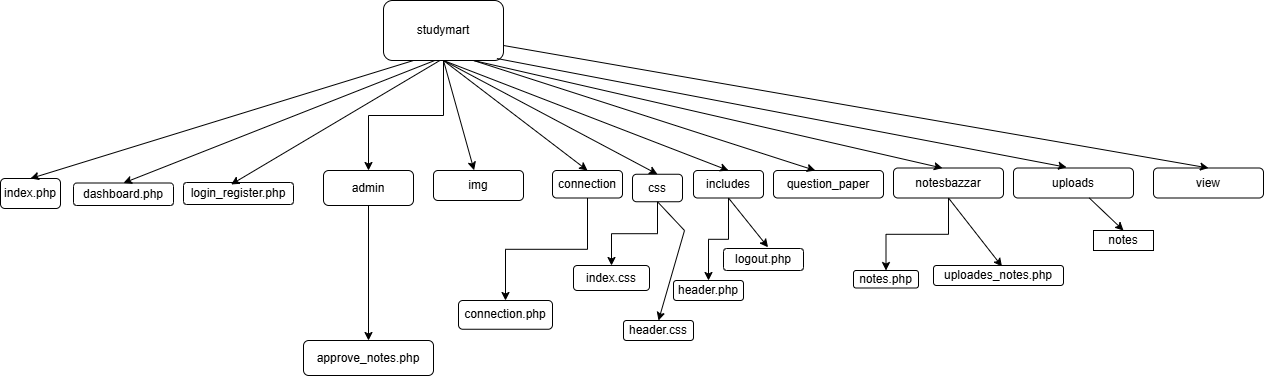 studymart
index.php
dashboard.php
login_register.php
admin
img
connection
css
includes
question_paper
notesbazzar
uploads
view
notes
logout.php
index.css
notes.php
uploades_notes.php
header.php
connection.php
header.css
approve_notes.php